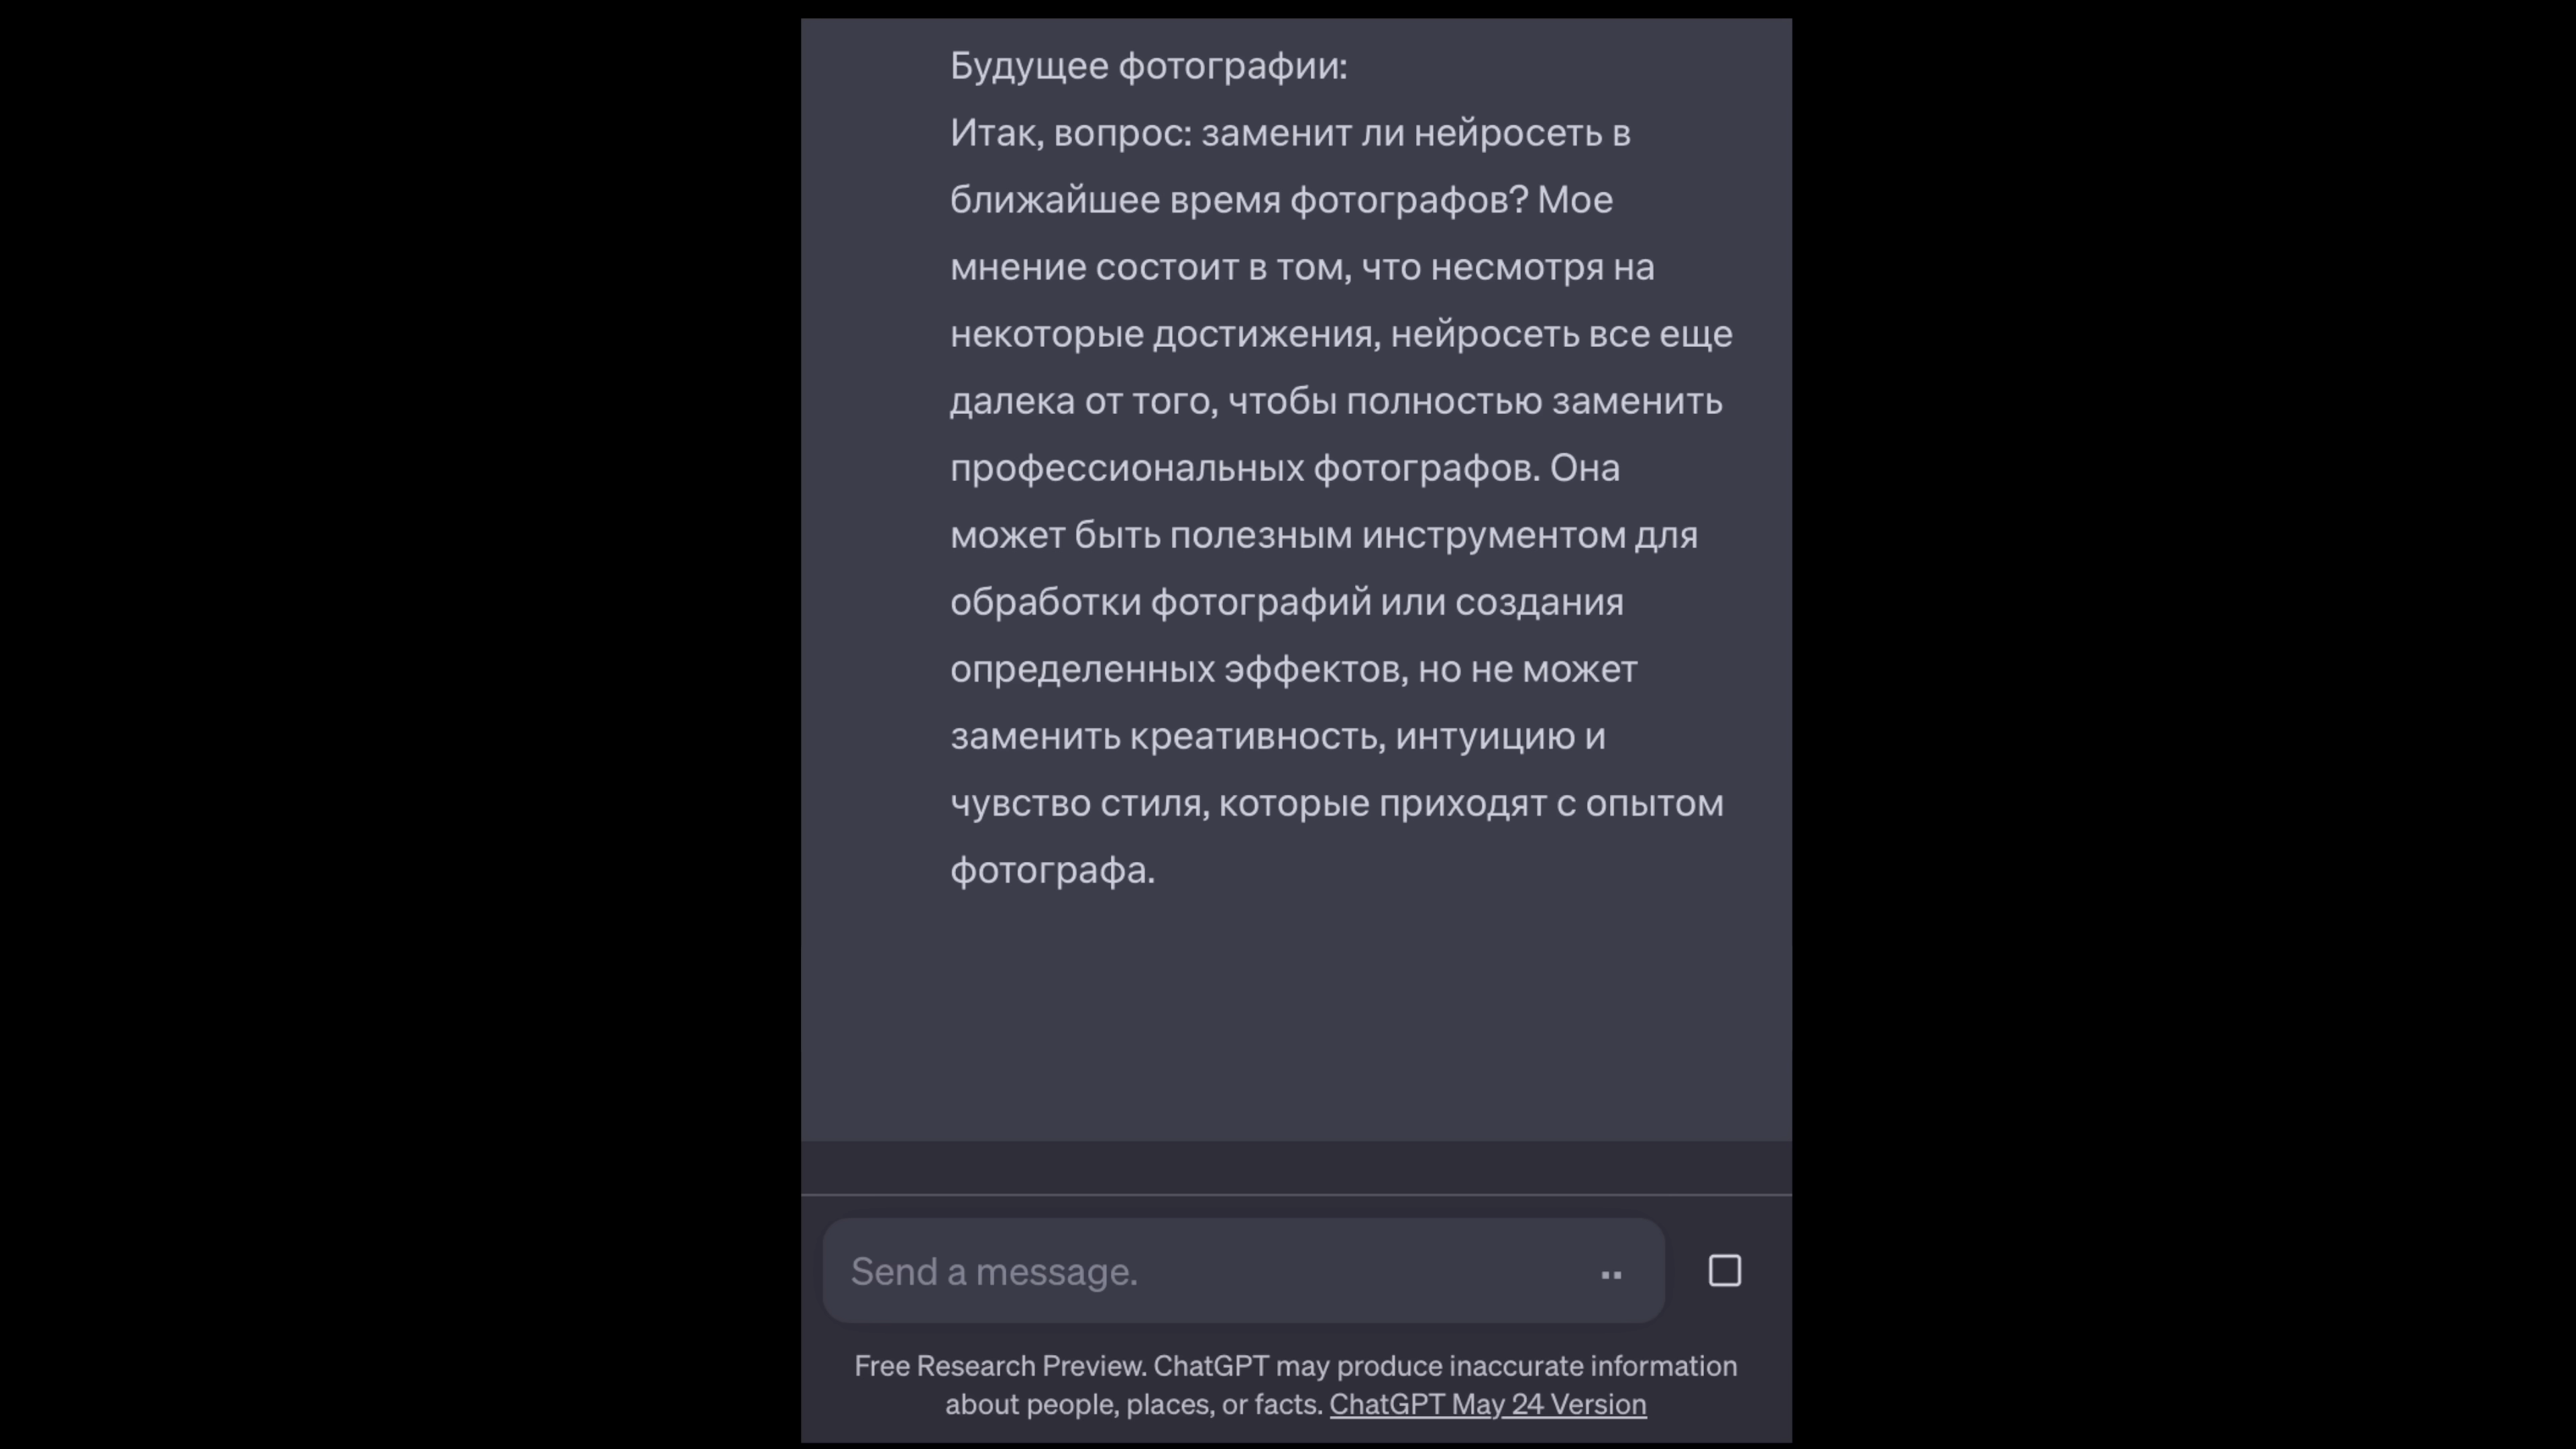 Будущее фотографии:
Итак, вопрос: заменит ли нейросеть в
ближайшее время фотографов? Мое
мнение состоит в том, что несмотря на
некоторые достижения, нейросеть все еще
далека от того, чтобы полностью заменить
профессиональных фотографов. Она
может быть полезным инструментом для
обработки фотографий или создания
определенных эффектов, но не может
заменить креативность, интуицию и
чувство стиля, которые приходят с опытом
фотографа.
Send a message.
Free Research Preview. ChatGPT may produce inaccurate information
about people, places, or facts. ChatGPT May 24 Version